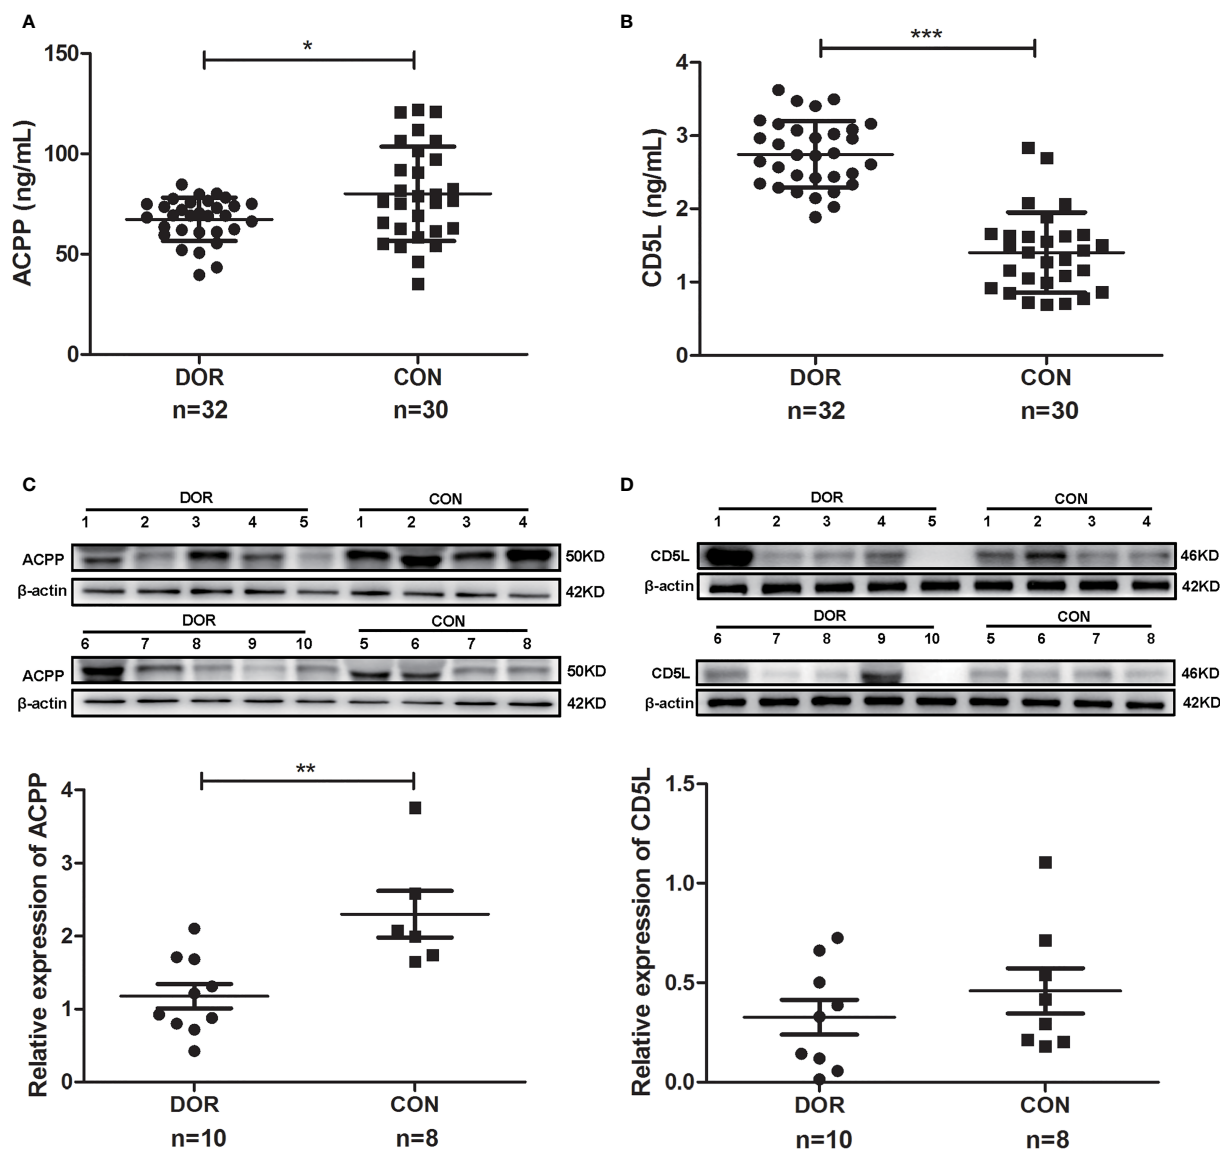 A
*
150
100
50
0
ACPP (ng/mL)
DOR CON
n=32 n=30
B
***
4
3
2
1
0
CD5L (ng/mL)
DOR CON
n=32 n=30
C
DOR CON
1 2 3 4 5 1 2 3 4
ACPP 50KD
β-actin 42KD
DOR CON
6 7 8 9 10 5 6 7 8
ACPP 50KD
β-actin 42KD
**
4
3
2
1
0
Relative expression of ACPP
DOR CON
n=10 n=8
D
DOR CON
1 2 3 4 5 1 2 3 4
CD5L 46KD
β-actin 42KD
DOR CON
6 7 8 9 10 5 6 7 8
CD5L 46KD
β-actin 42KD
1.5
1.0
0.5
0.0
Relative expression of CD5L
DOR CON
n=10 n=8